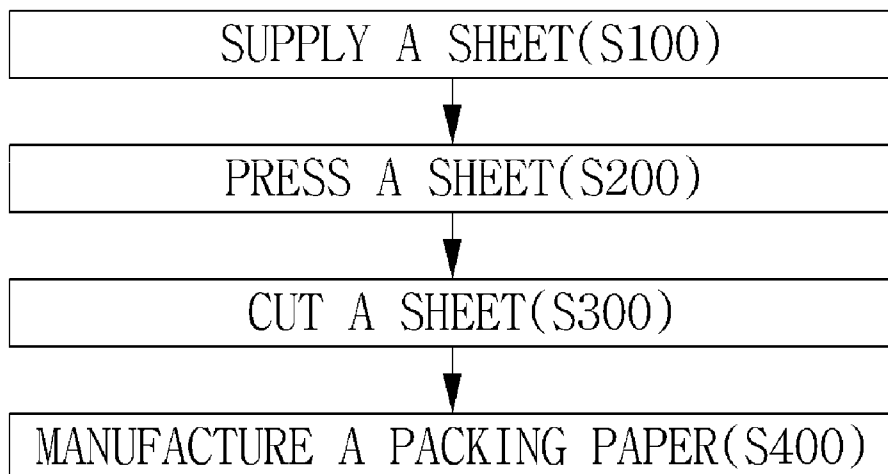 SUPPLY A SHEET(S100)
PRESS A SHEET(S200)
CUT A SHEET(S300)
MANUFACTURE A PACKING PAPER(S400)